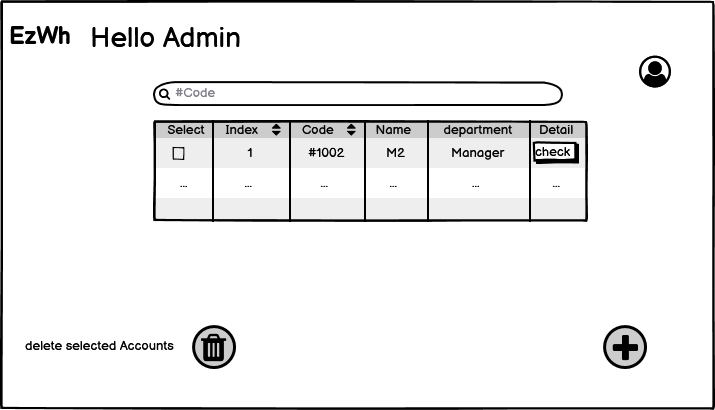 EzWh Hello Admin
#Code
Select Index Code Name department Detail
1 #1002 M2 Manager check
... ... ... ... ... ...
delete selected Accounts